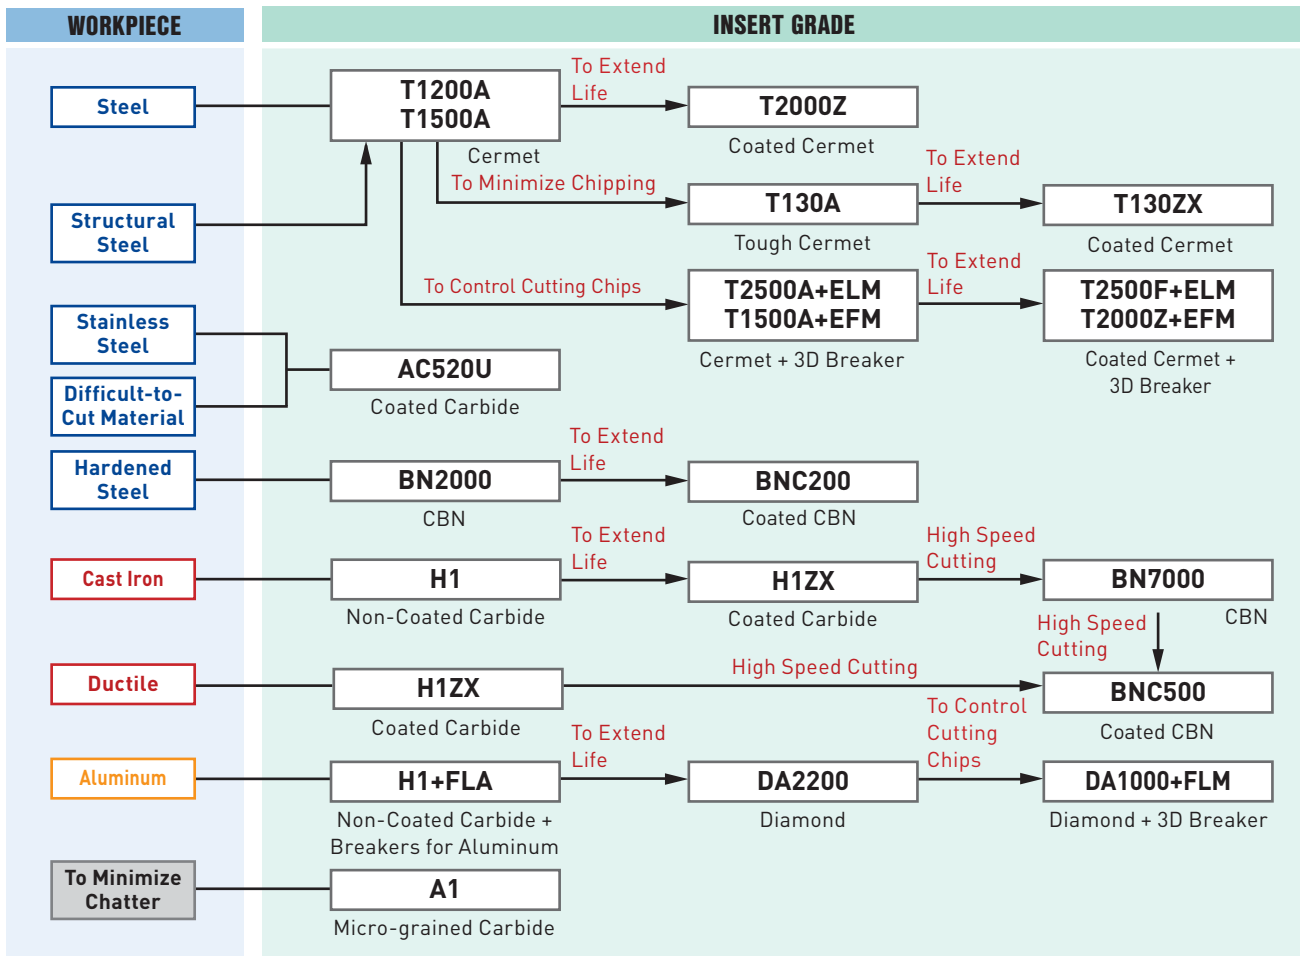 WORKPIECE
INSERT GRADE
Steel
T1200A
T1500A
Cermet
To Extend
Life
T2000Z
Coated Cermet
Structural
Steel
To Minimize Chipping
T130A
Tough Cermet
To Extend
Life
T130ZX
Coated Cermet
To Control Cutting Chips
T2500A+ELM
T1500A+EFM
Cermet + 3D Breaker
To Extend
Life
T2500F+ELM
T2000Z+EFM
Coated Cermet +
3D Breaker
Stainless
Steel
Difficult-to-
Cut Material
AC520U
Coated Carbide
Hardened
Steel
BN2000
CBN
To Extend
Life
BNC200
Coated CBN
Cast Iron
H1
Non-Coated Carbide
To Extend
Life
H1ZX
Coated Carbide
High Speed
Cutting
BN7000
CBN
High Speed
Cutting
Ductile
H1ZX
Coated Carbide
High Speed Cutting
BNC500
Coated CBN
Aluminum
H1+FLA
Non-Coated Carbide +
Breakers for Aluminum
To Extend
Life
DA2200
Diamond
To Control
Cutting
Chips
DA1000+FLM
Diamond + 3D Breaker
To Minimize
Chatter
A1
Micro-grained Carbide